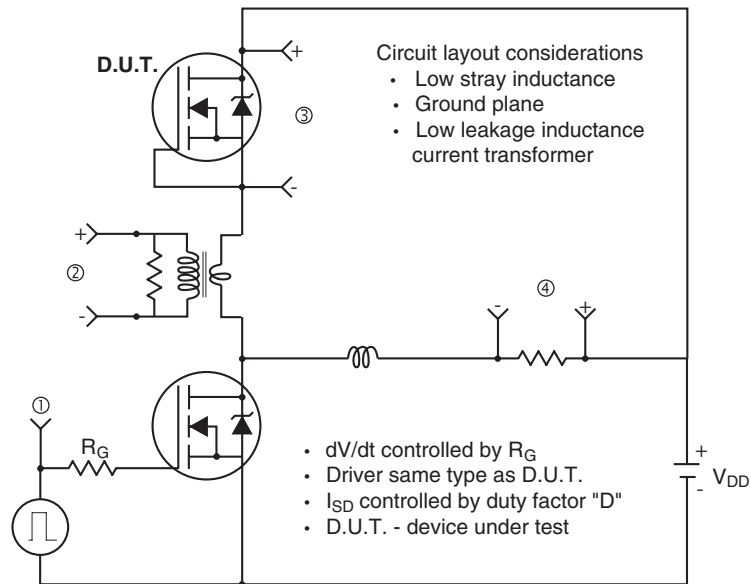 D.U.T.
+
Circuit layout considerations
• Low stray inductance
• Ground plane
• Low leakage inductance
current transformer
③
-
+
②
-
④
-
+
①
R_G
• dV/dt controlled by R_G
• Driver same type as D.U.T.
• I_SD controlled by duty factor "D"
• D.U.T. - device under test
+
V_DD
-